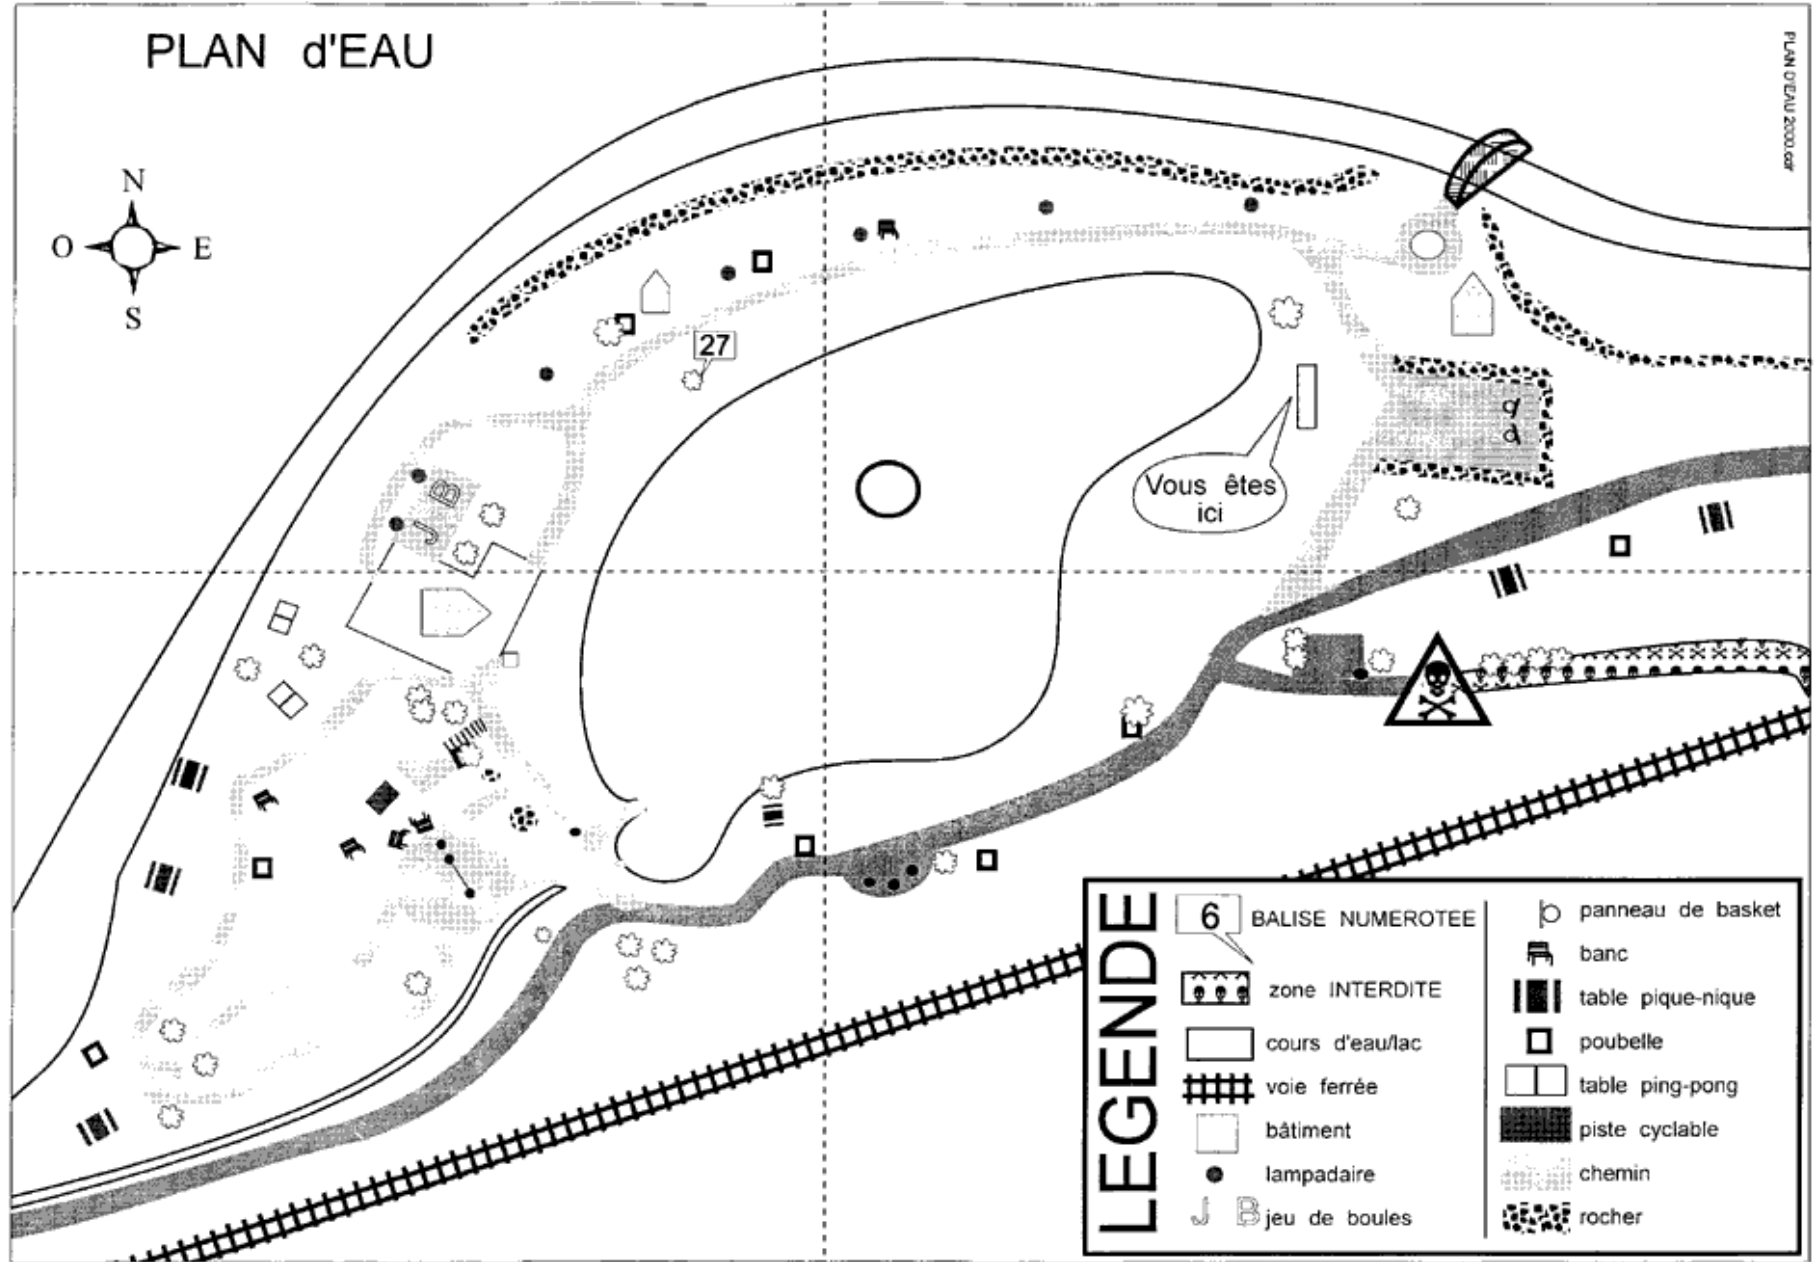 PLAN d'EAU
PLAN D'EAU 2000.cdr
N
O E
S
27
B
J
Vous êtes
ici
LEGENDE
6 BALISE NUMEROTEE
zone INTERDITE
cours d'eau/lac
voie ferrée
bâtiment
lampadaire
J B jeu de boules
panneau de basket
banc
table pique-nique
poubelle
table ping-pong
piste cyclable
chemin
rocher